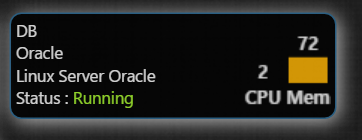 DB
Oracle
Linux Server Oracle
Status : Running
72
2
CPU Mem